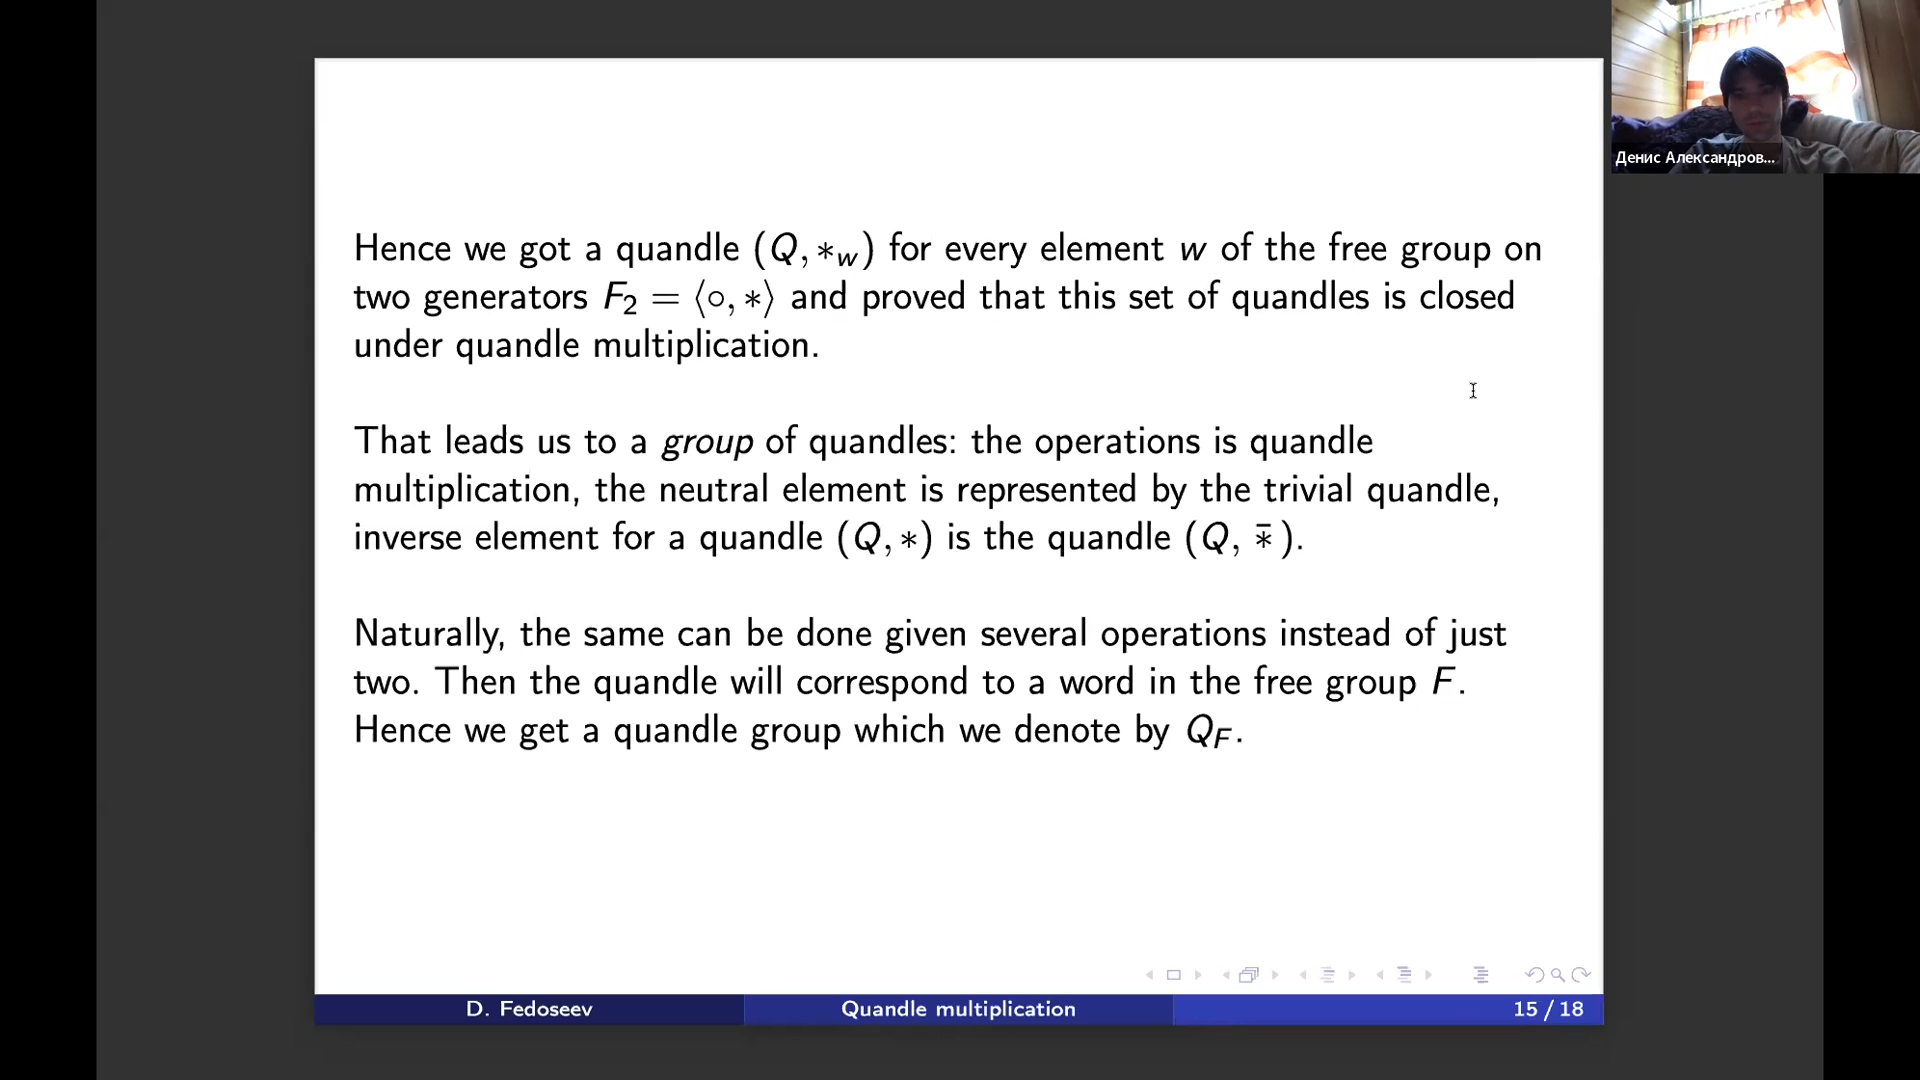 Денис Александров...
Hence we got a quandle (Q, ∗w) for every element w of the free group on
two generators F₂ = ⟨∘, ∗⟩ and proved that this set of quandles is closed
under quandle multiplication.
That leads us to a group of quandles: the operations is quandle
multiplication, the neutral element is represented by the trivial quandle,
inverse element for a quandle (Q, ∗) is the quandle (Q, ∗̄ ).
Naturally, the same can be done given several operations instead of just
two. Then the quandle will correspond to a word in the free group F.
Hence we get a quandle group which we denote by Q_F.
D. Fedoseev
Quandle multiplication
15 / 18